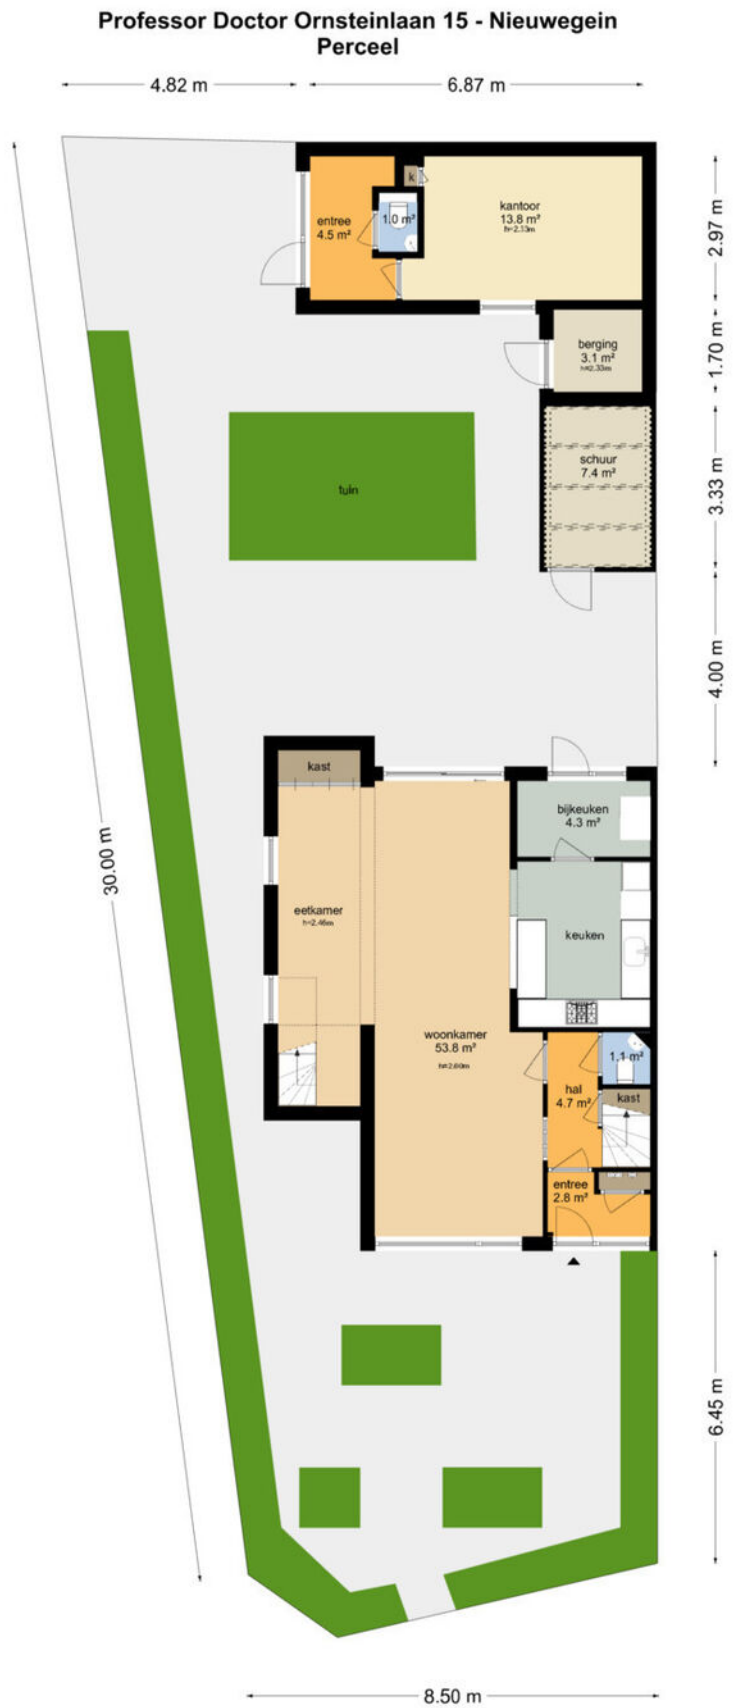 Professor Doctor Ornsteinlaan 15 - Nieuwegein
Perceel
4.82 m
6.87 m
entree
4.5 m²
1.0 m²
k
kantoor
13.8 m²
h=2.33m
2.97 m
berging
3.1 m²
h=2.33m
1.70 m
schuur
7.4 m²
3.33 m
tuin
4.00 m
kast
bijkeuken
4.3 m²
30.00 m
eetkamer
h=2.46m
keuken
woonkamer
53.8 m²
h=2.60m
1.1 m²
hal
4.7 m²
kast
entree
2.8 m²
6.45 m
8.50 m